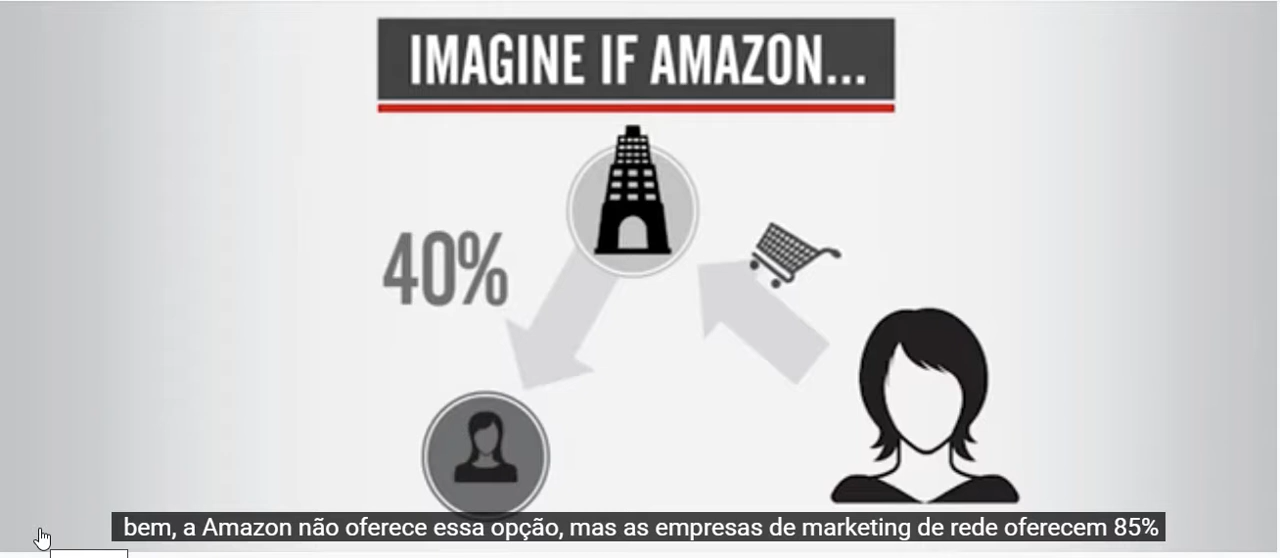 IMAGINE IF AMAZON...
40%
bem, a Amazon não oferece essa opção, mas as empresas de marketing de rede oferecem 85%